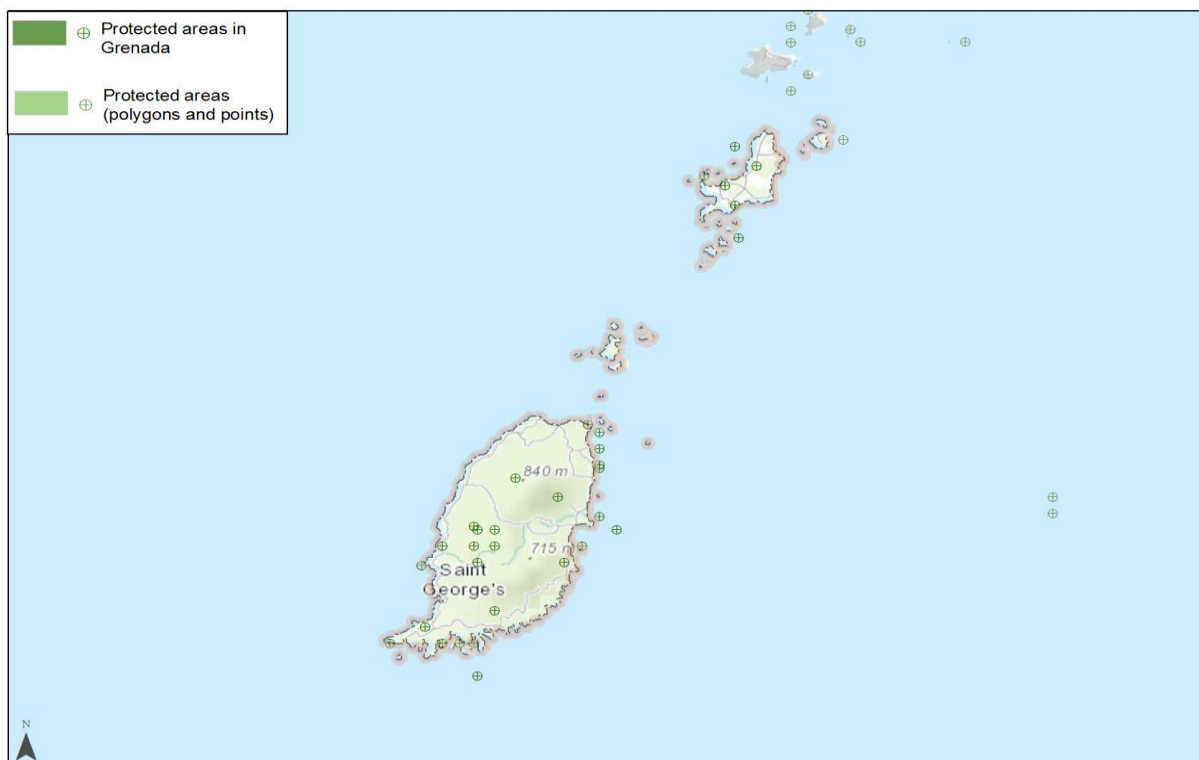 Protected areas in
Grenada
Protected areas
(polygons and points)
840 m
715 m
Saint
George's
N